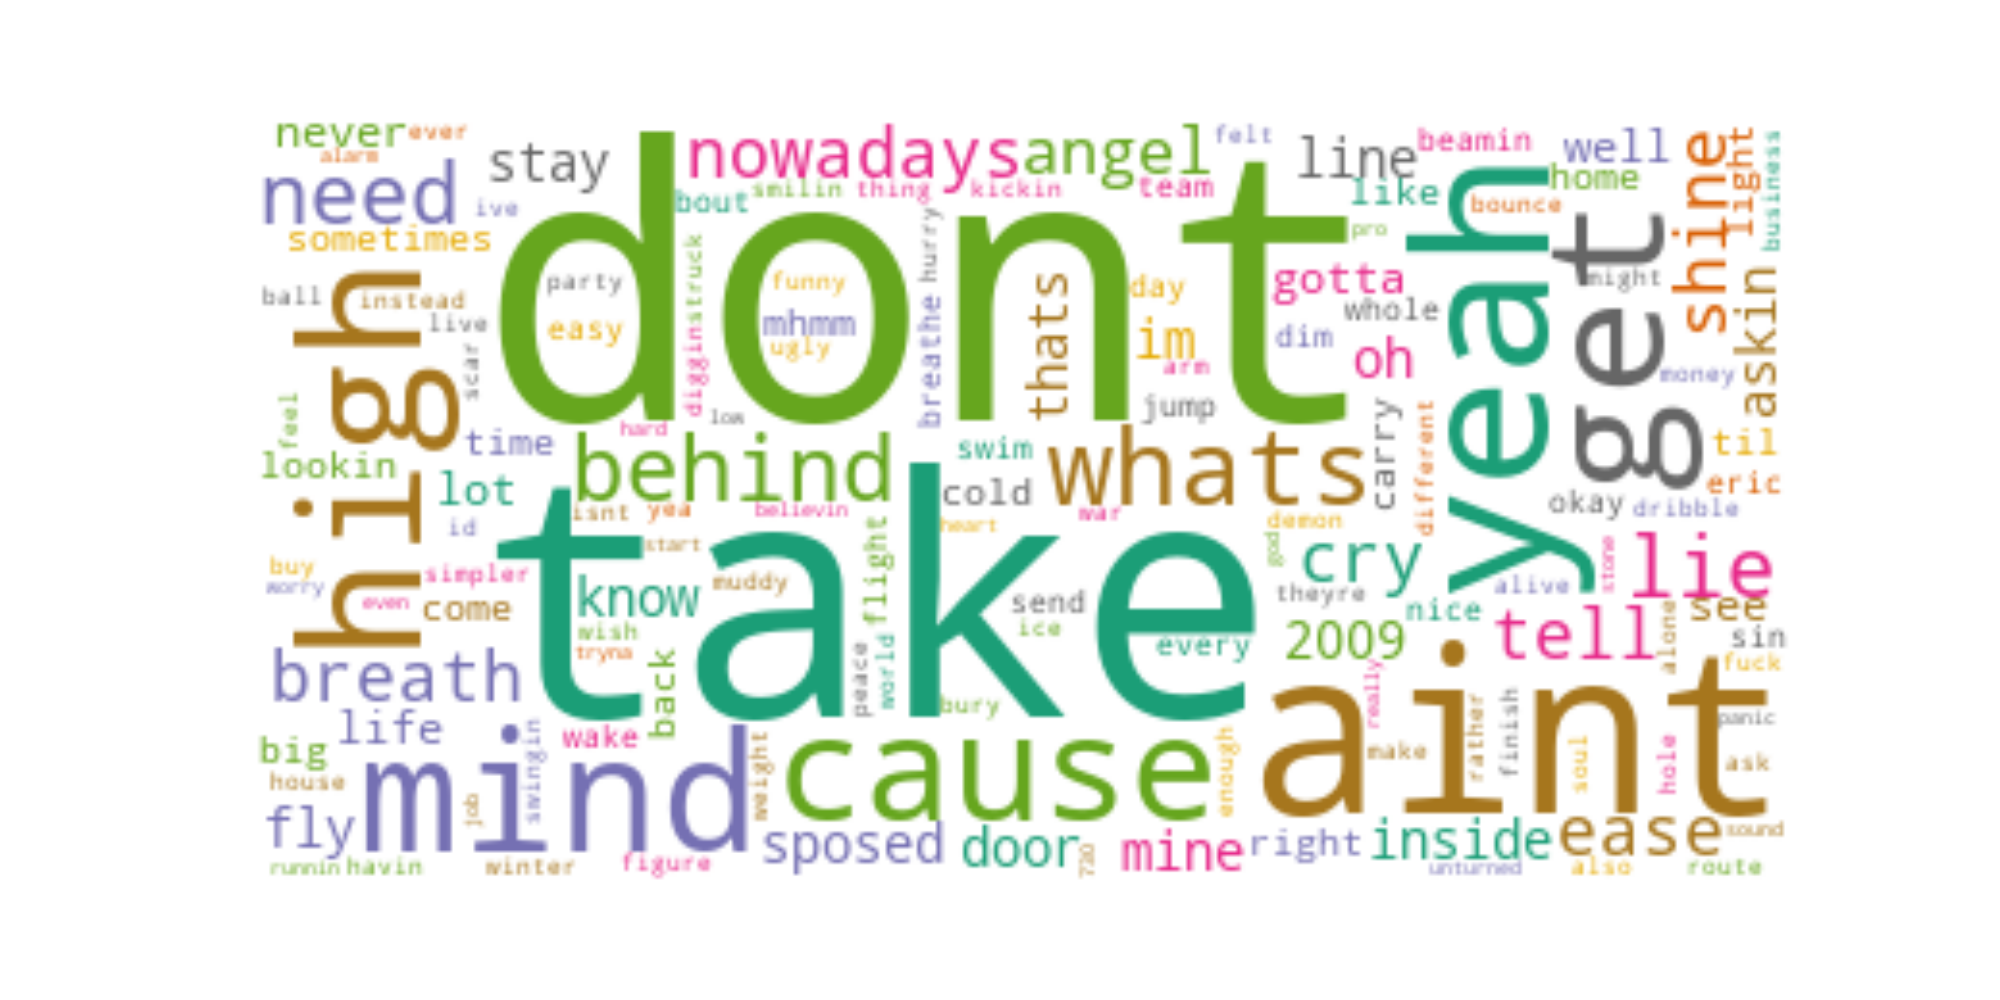 never
ever
alarm
stay
nowadays
angel
felt
line
beamin
well
shine
light
business
need
ive
bout
smilin
thing
kickin
team
like
home
bounce
sometimes
dont
pro
yeah
get
might
ball
instead
live
high
scar
party
easy
diggin
struck
funny
mhmm
ugly
hurry
breathe
thats
day
im
arm
gotta
whole
dim
oh
askin
money
feel
lookin
time
hard
low
jump
carry
different
til
lot
behind
swim
cold
whats
okay
dribble
eric
id
isnt
yea
believin
heart
war
demon
god
cry
stone
lie
buy
worry
simpler
even
come
start
take
know
muddy
flight
send
ice
theyre
nice
alive
see
wish
tryna
every
2009
tell
alone
sin
fuck
breath
back
peace
world
bury
really
aint
panic
life
big
house
swingin
wake
mind
weight
cause
enough
make
rather
finish
soul
hole
ask
fly
job
sposed
door
720
mine
right
inside
ease
sound
runnin
havin
winter
figure
unturned
also
route